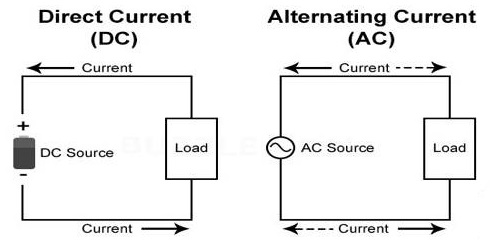 Direct Current
(DC)
Current
+
DC Source
-
Load
Current
Alternating Current
(AC)
Current
AC Source
Load
Current